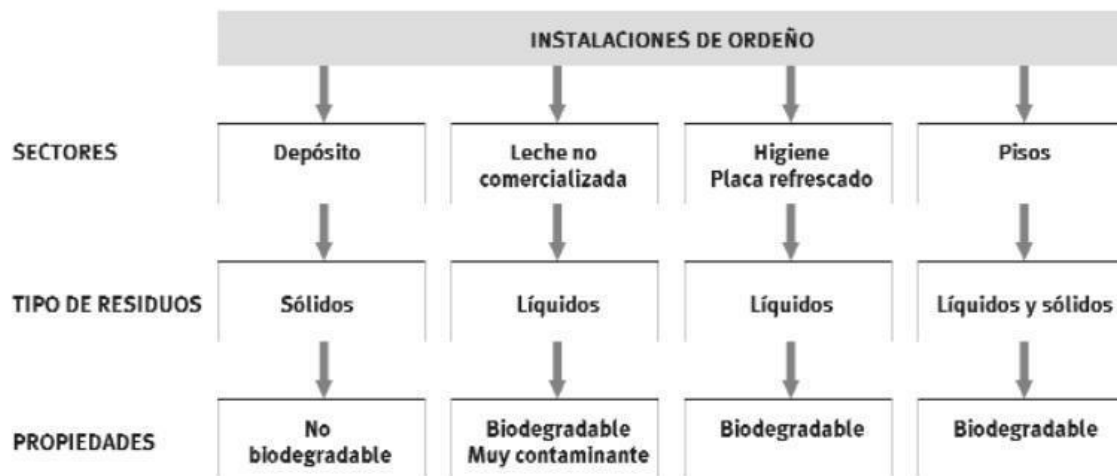 INSTALACIONES DE ORDEÑO
SECTORES
Depósito
Leche no
comercializada
Higiene
Placa refrescado
Pisos
TIPO DE RESIDUOS
Sólidos
Líquidos
Líquidos
Líquidos y sólidos
PROPIEDADES
No
biodegradable
Biodegradable
Muy contaminante
Biodegradable
Biodegradable